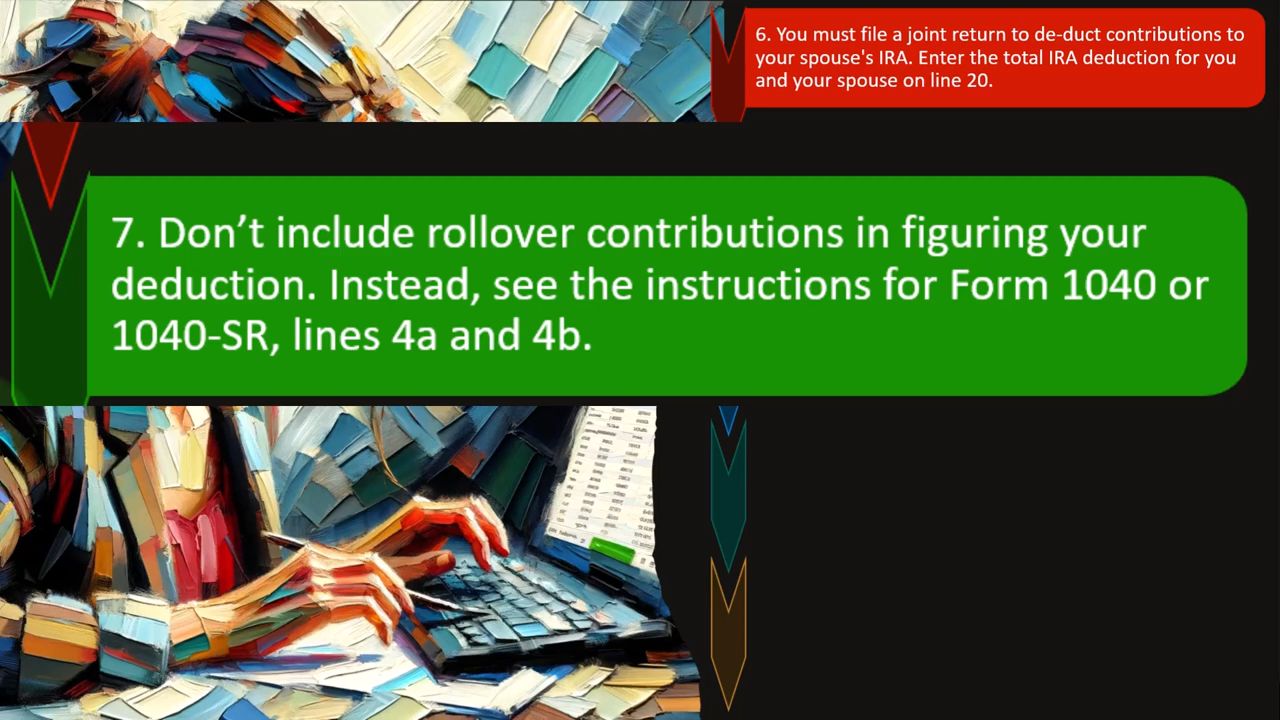 6. You must file a joint return to de-duct contributions to
your spouse's IRA. Enter the total IRA deduction for you
and your spouse on line 20.
7. Don’t include rollover contributions in figuring your
deduction. Instead, see the instructions for Form 1040 or
1040-SR, lines 4a and 4b.